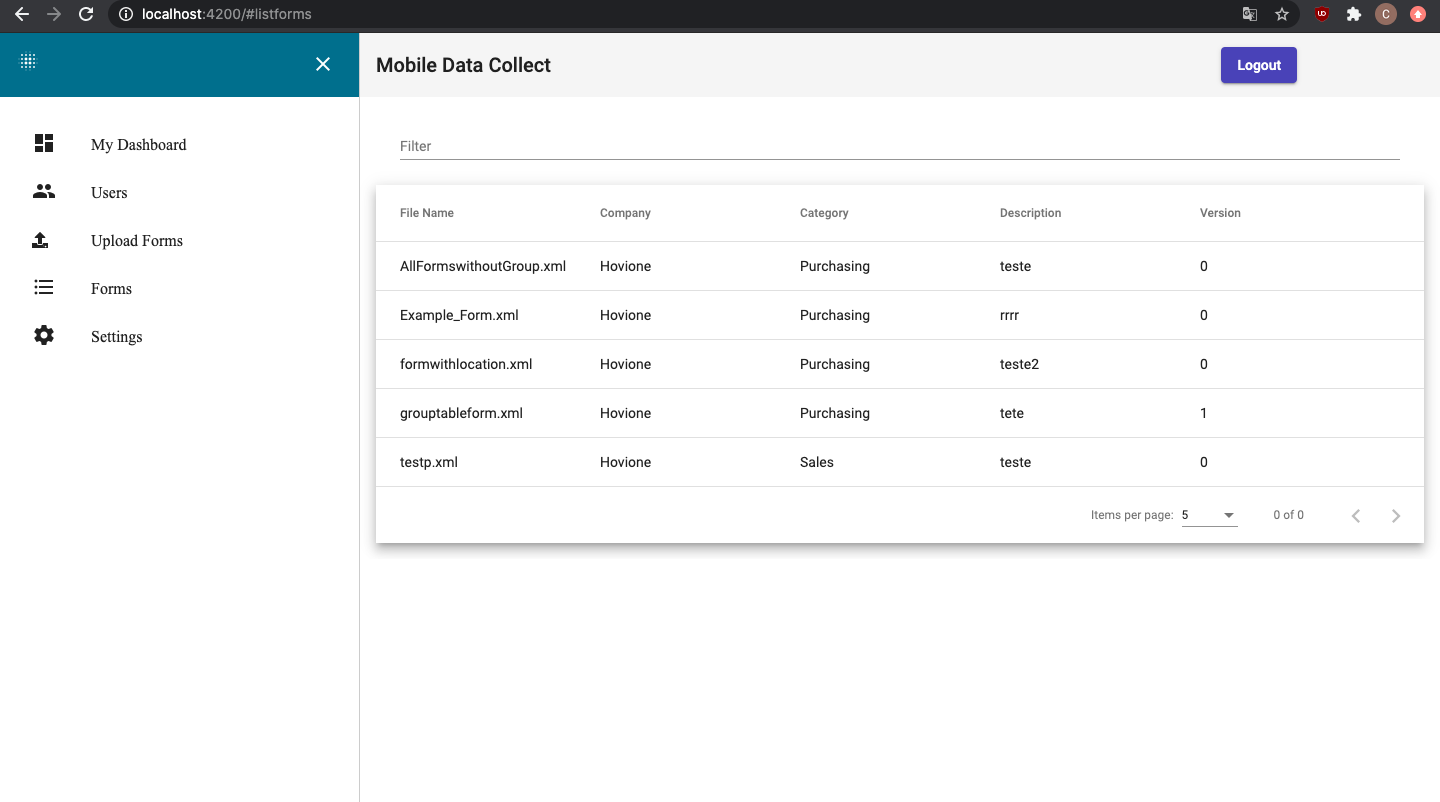 localhost:4200/#listforms
C
Mobile Data Collect
Logout
My Dashboard
Users
Upload Forms
Forms
Settings
Filter
File Name Company Category Description Version
AllFormswithoutGroup.xml Hovione Purchasing teste 0
Example_Form.xml Hovione Purchasing rrrr 0
formwithlocation.xml Hovione Purchasing teste2 0
grouptableform.xml Hovione Purchasing tete 1
testp.xml Hovione Sales teste 0
Items per page: 5 0 of 0